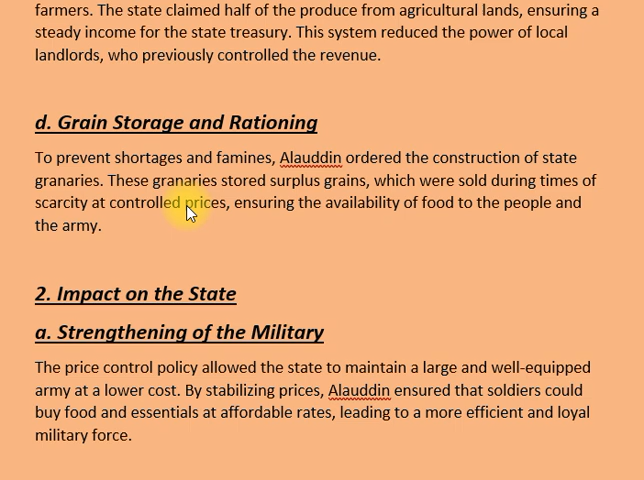 farmers. The state claimed half of the produce from agricultural lands, ensuring a
steady income for the state treasury. This system reduced the power of local
landlords, who previously controlled the revenue.
d. Grain Storage and Rationing
To prevent shortages and famines, Alauddin ordered the construction of state
granaries. These granaries stored surplus grains, which were sold during times of
scarcity at controlled prices, ensuring the availability of food to the people and
the army.
2. Impact on the State
a. Strengthening of the Military
The price control policy allowed the state to maintain a large and well-equipped
army at a lower cost. By stabilizing prices, Alauddin ensured that soldiers could
buy food and essentials at affordable rates, leading to a more efficient and loyal
military force.